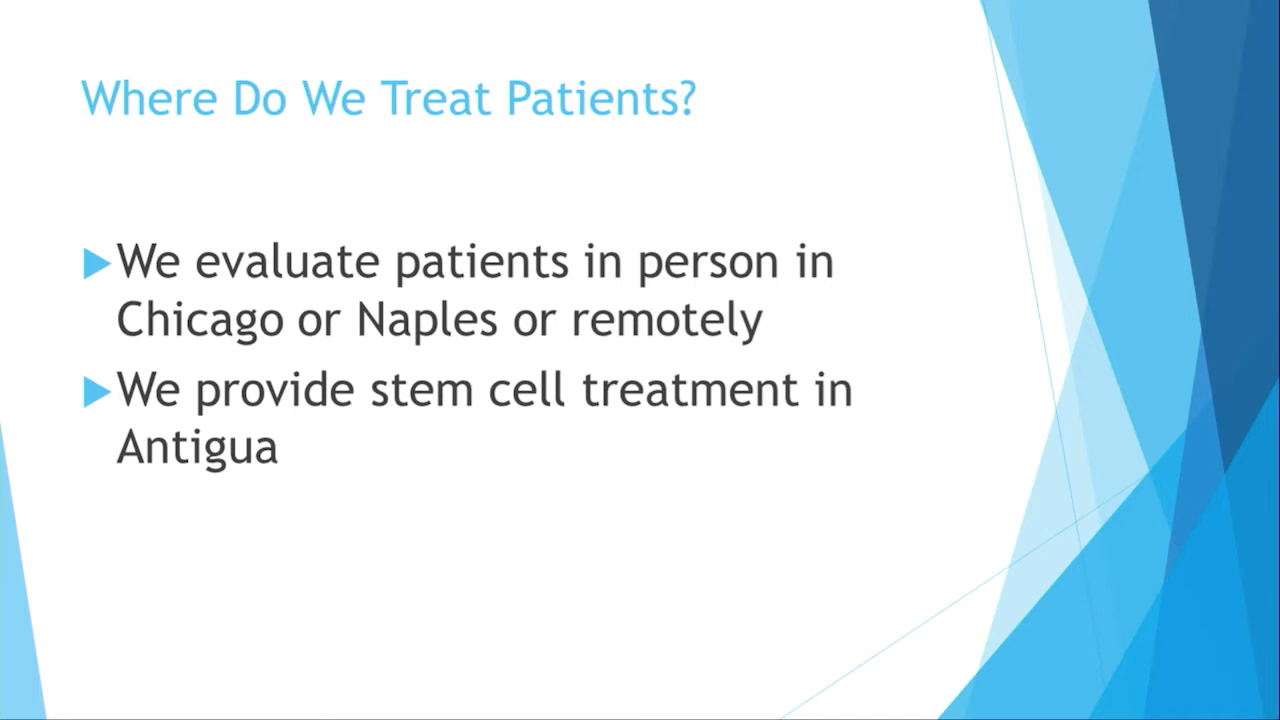 Where Do We Treat Patients?
We evaluate patients in person in
Chicago or Naples or remotely
We provide stem cell treatment in
Antigua